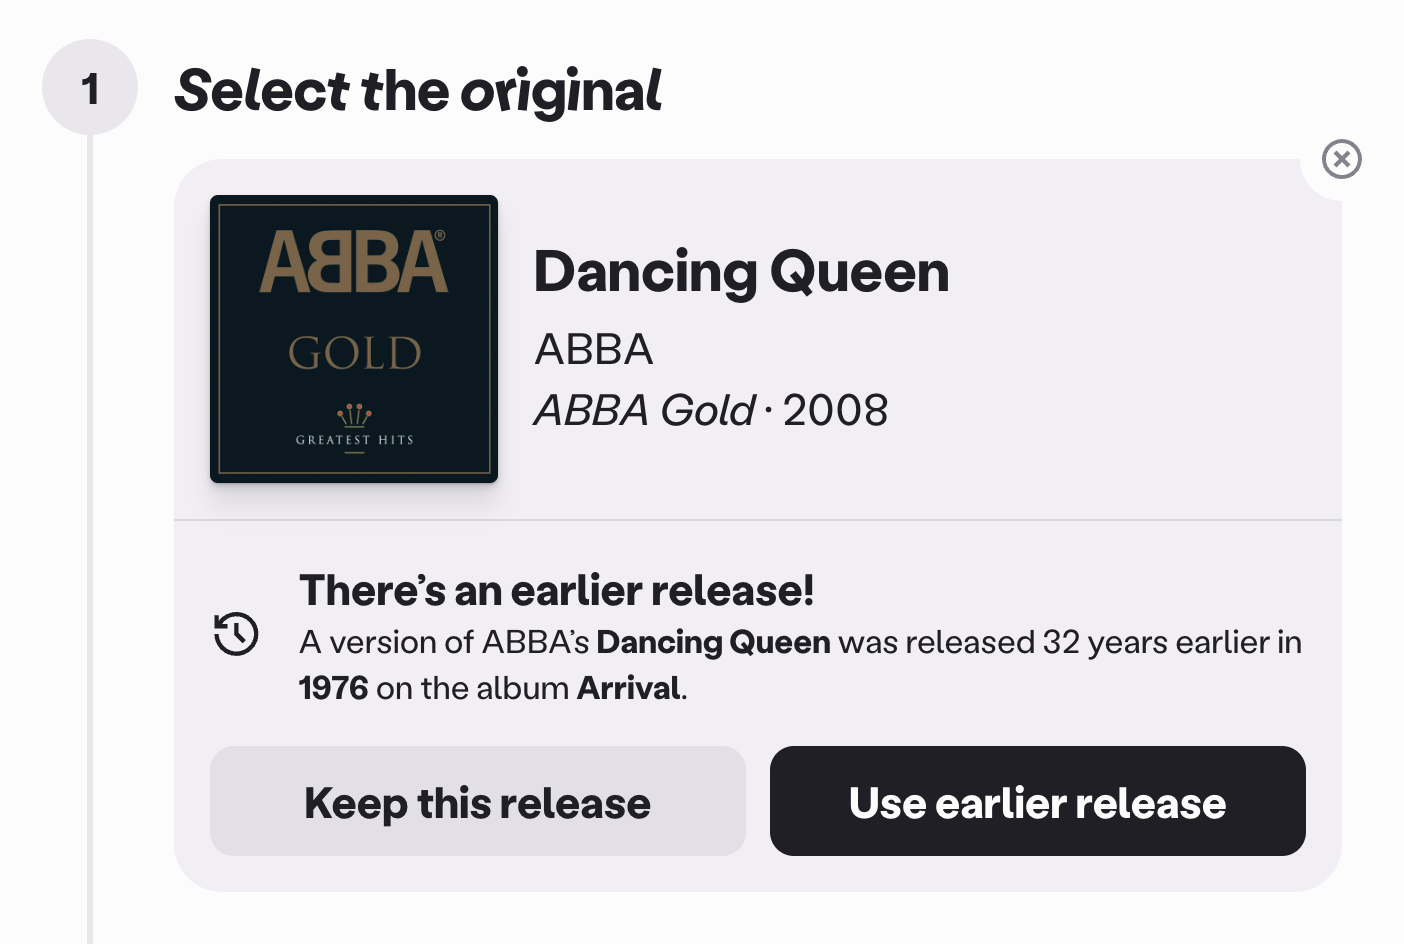 1
Select the original
ABBA®
GOLD
GREATEST HITS
Dancing Queen
ABBA
ABBA Gold · 2008
There’s an earlier release!
A version of ABBA’s Dancing Queen was released 32 years earlier in
1976 on the album Arrival.
Keep this release
Use earlier release